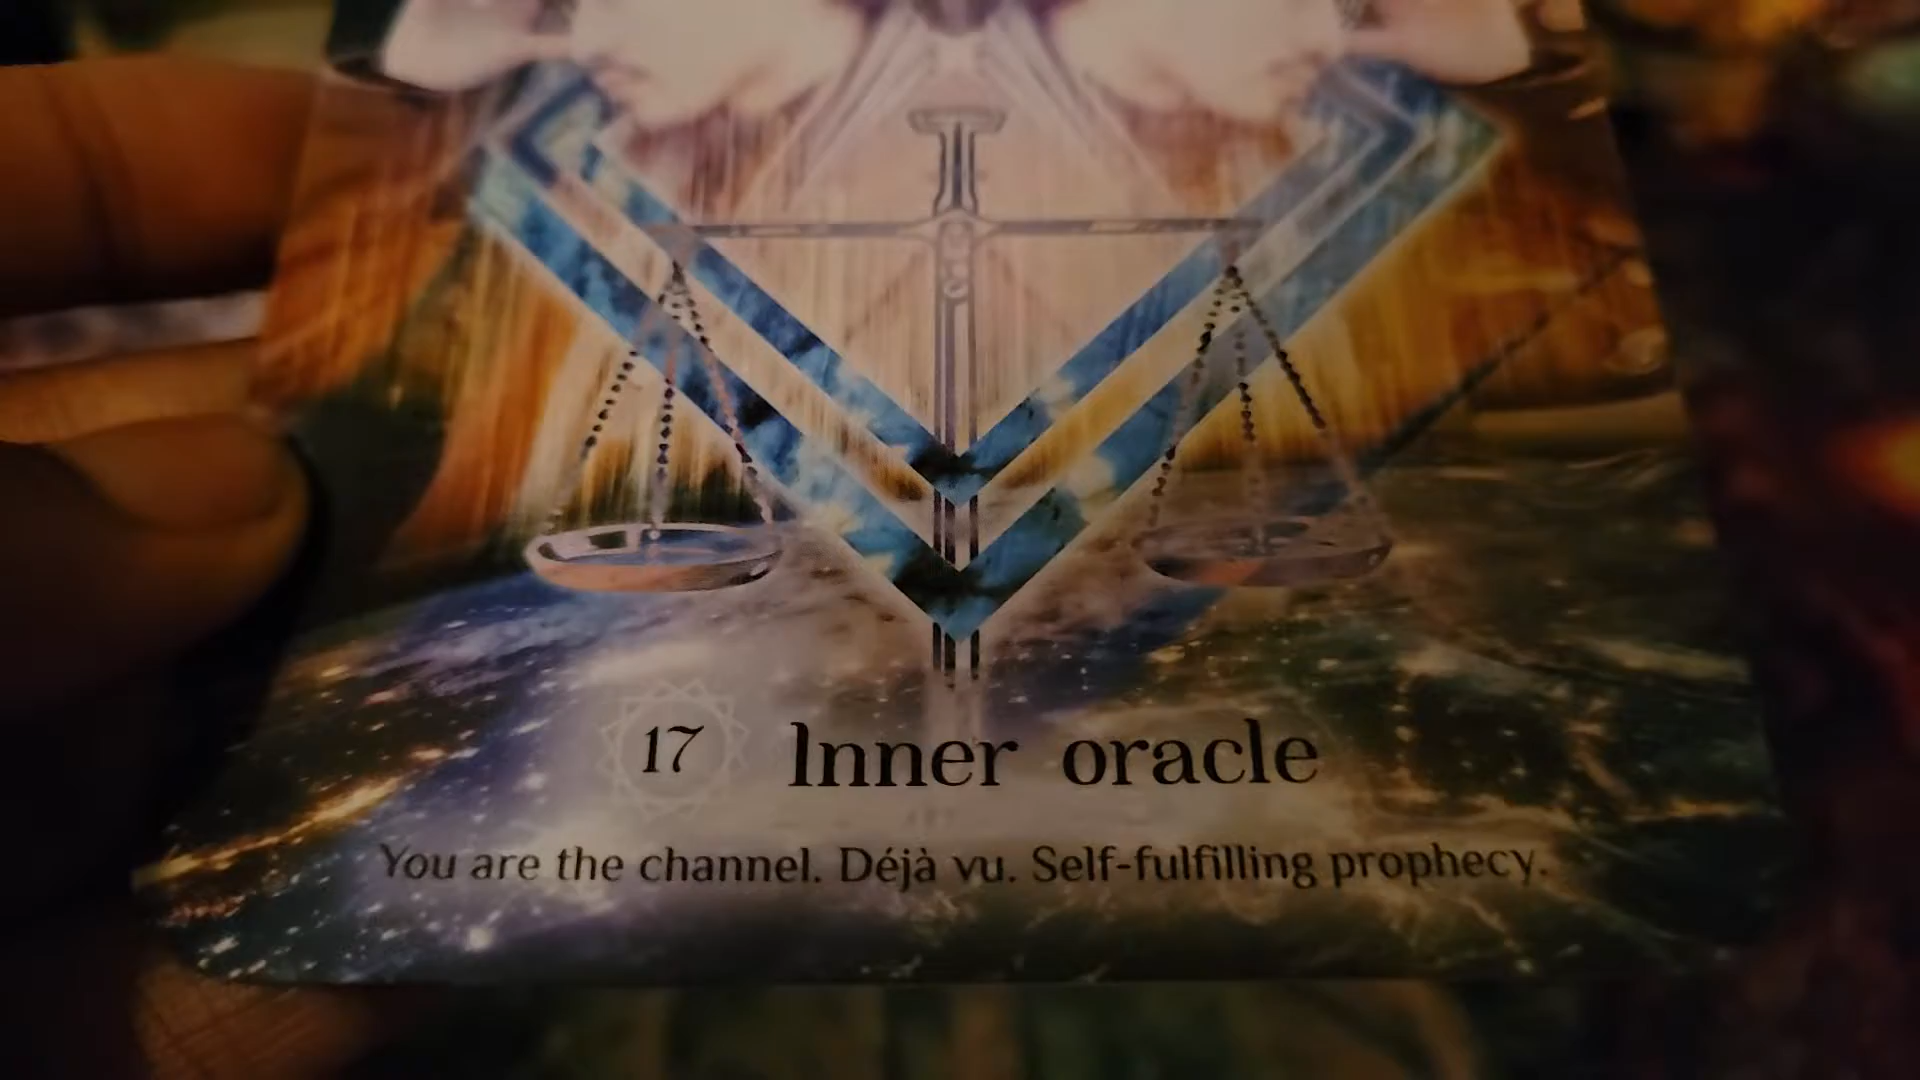 17 Inner oracle
You are the channel. Déjà vu. Self-fulfilling prophecy.